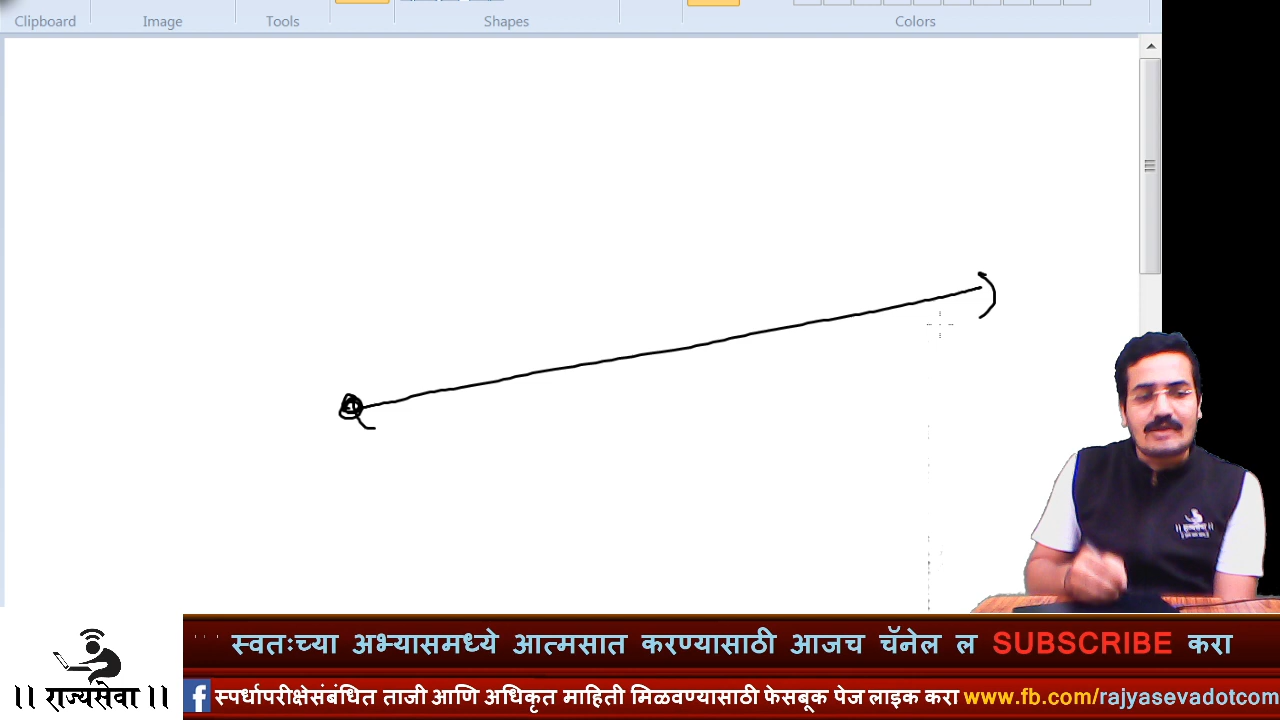 Clipboard
Image
Tools
Shapes
Colors
स्वतःच्या अभ्यासमध्ये आत्मसात करण्यासाठी आजच चॅनेल ल SUBSCRIBE करा
।। राज्यसेवा ।।
स्पर्धापरीक्षेसंबंधित ताजी आणि अधिकृत माहिती मिळवण्यासाठी फेसबूक पेज लाइक करा www.fb.com/rajyasevadotcom